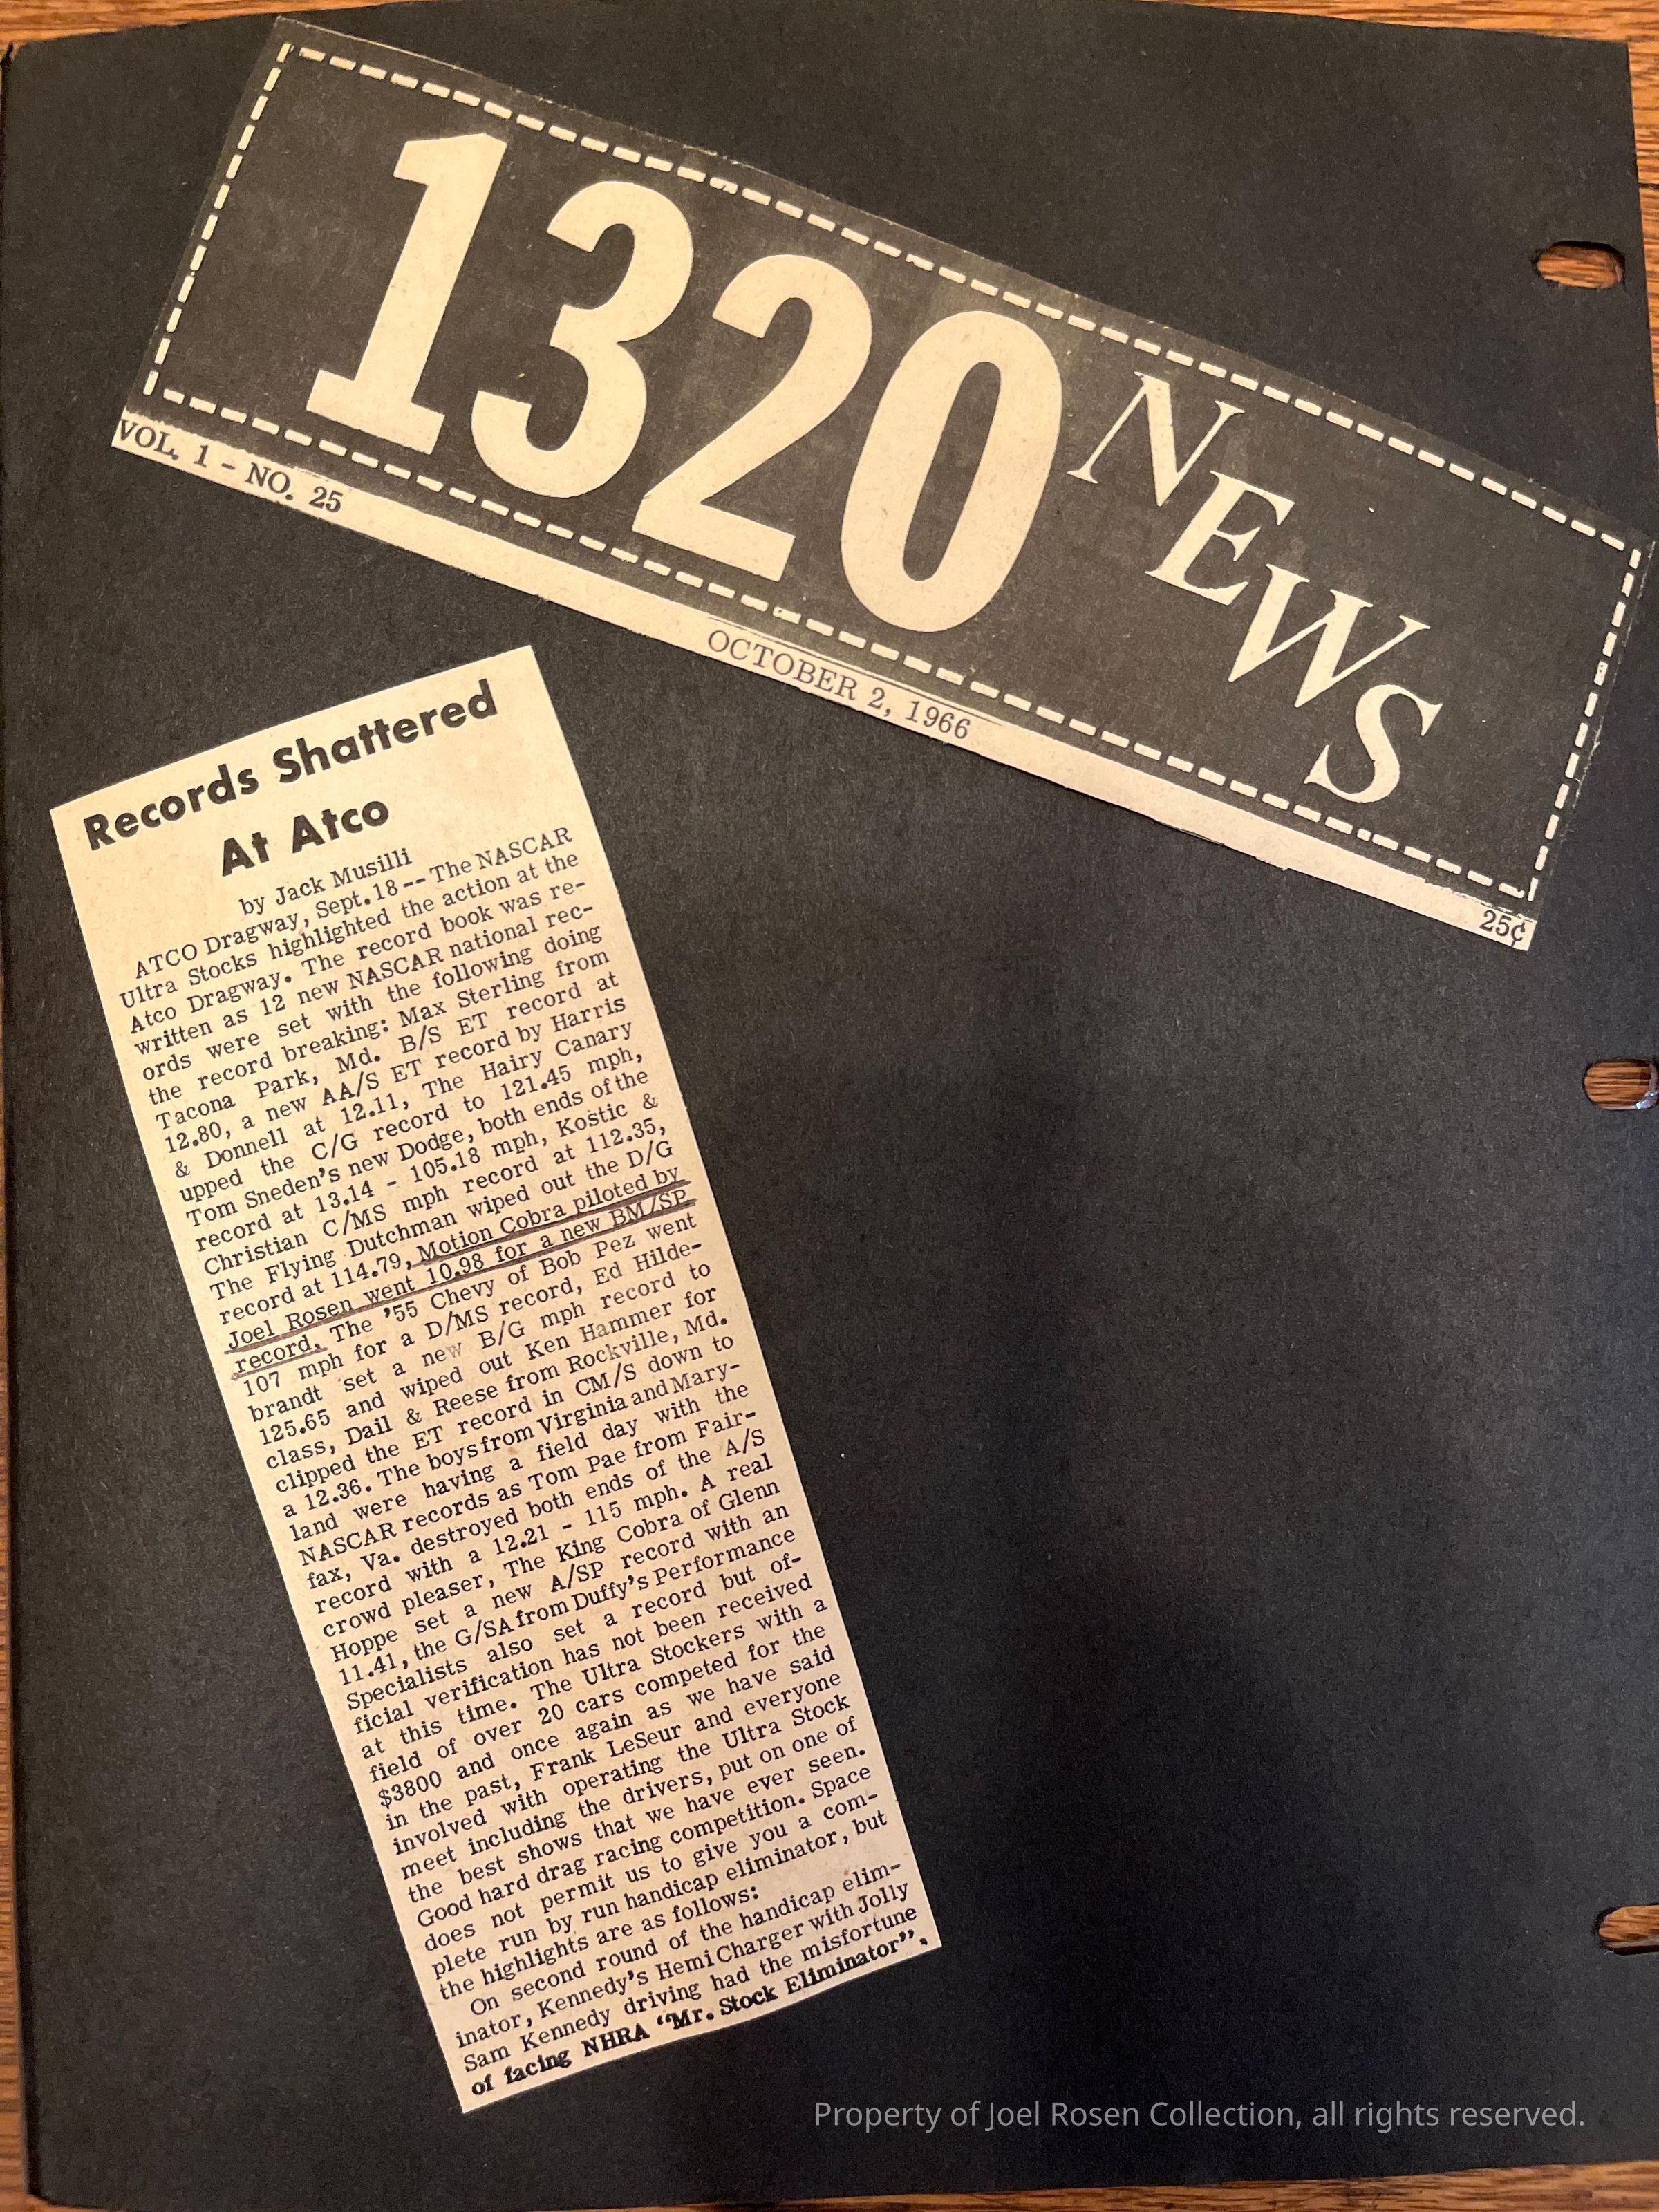 1320 NEWS
VOL. 1 - NO. 25
OCTOBER 2, 1966
25¢
Records Shattered
At Atco
by Jack Musilli
ATCO Dragway, Sept. 18 -- The NASCAR
Ultra Stocks highlighted the action at the
Atco Dragway. The record book was re-
written as 12 new NASCAR national rec-
ords were set with the following doing
the record breaking: Max Sterling from
Tacona Park, Md. B/S ET record at
12.80, a new AA/S ET record by Harris
& Donnell at 12.11, The Hairy Canary
upped the C/G record to 121.45 mph,
Tom Sneden's new Dodge, both ends of the
record at 13.14 - 105.18 mph, Kostic &
Christian C/MS mph record at 112.35,
The Flying Dutchman wiped out the D/G
record at 114.79, Motion Cobra piloted by
Joel Rosen went 10.98 for a new BM/SP
record. The '55 Chevy of Bob Pez went
107 mph for a D/MS record, Ed Hilde-
brandt set a new B/G mph record to
125.65 and wiped out Ken Hammer for
class, Dail & Reese from Rockville, Md.
clipped the ET record in CM/S down to
a 12.36. The boys from Virginia and Mary-
land were having a field day with the
NASCAR records as Tom Pae from Fair-
fax, Va. destroyed both ends of the A/S
record with a 12.21 - 115 mph. A real
crowd pleaser, The King Cobra of Glenn
Hoppe set a new A/SP record with an
11.41, the G/SA from Duffy's Performance
Specialists also set a record but of-
ficial verification has not been received
at this time. The Ultra Stockers with a
field of over 20 cars competed for the
$3800 and once again as we have said
in the past, Frank LeSeur and everyone
involved with operating the Ultra Stock
meet including the drivers, put on one of
the best shows that we have ever seen.
Good hard drag racing competition. Space
does not permit us to give you a com-
plete run by run handicap eliminator, but
the highlights are as follows:
On second round of the handicap elim-
inator, Kennedy's Hemi Charger with Jolly
Sam Kennedy driving had the misfortune
of facing NHRA "Mr. Stock Eliminator".
Property of Joel Rosen Collection, all rights reserved.